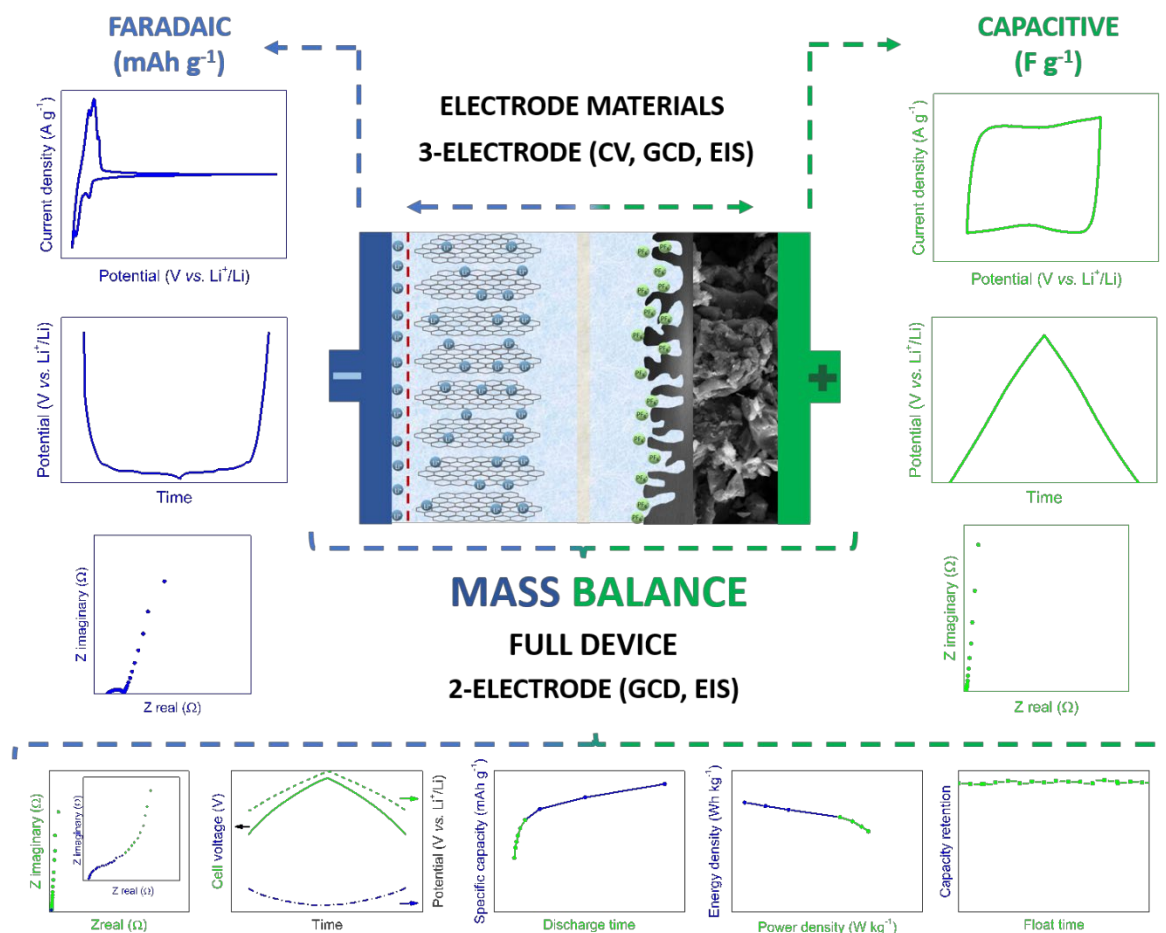 FARADAIC
(mAh g⁻¹)
CAPACITIVE
(F g⁻¹)
ELECTRODE MATERIALS
3-ELECTRODE (CV, GCD, EIS)
Current density (A g⁻¹)
Potential (V vs. Li⁺/Li)
Current density (A g⁻¹)
Potential (V vs. Li⁺/Li)
Potential (V vs. Li⁺/Li)
Time
Potential (V vs. Li⁺/Li)
Time
−
+
Z imaginary (Ω)
Z real (Ω)
Z imaginary (Ω)
Z real (Ω)
MASS BALANCE
FULL DEVICE
2-ELECTRODE (GCD, EIS)
Z imaginary (Ω)
Zreal (Ω)
Z imaginary (Ω)
Z real (Ω)
Cell voltage (V)
Time
Potential (V vs. Li⁺/Li)
Specific capacity (mAh g⁻¹)
Discharge time
Energy density (Wh kg⁻¹)
Power density (W kg⁻¹)
Capacity retention
Float time